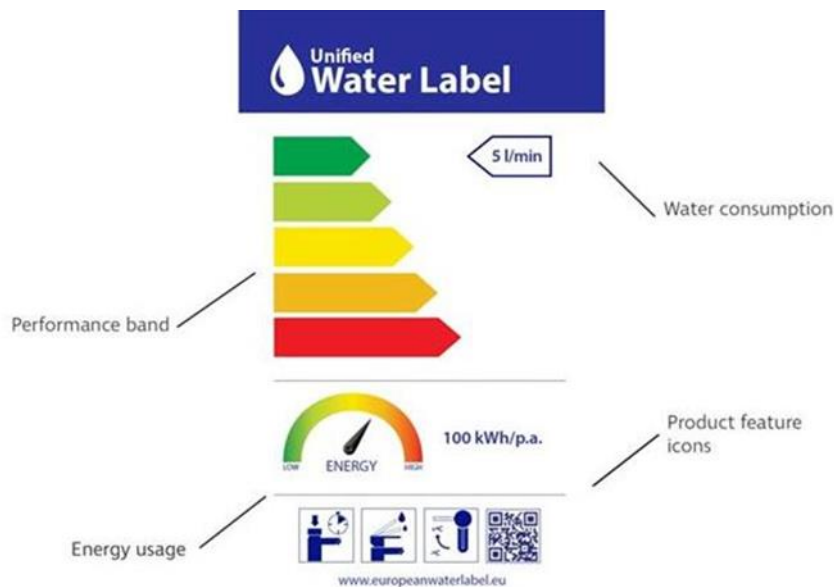 Unified
Water Label
5 l/min
Water consumption
Performance band
100 kWh/p.a.
LOW
ENERGY
HIGH
Product feature
icons
Energy usage
www.europeanwaterlabel.eu